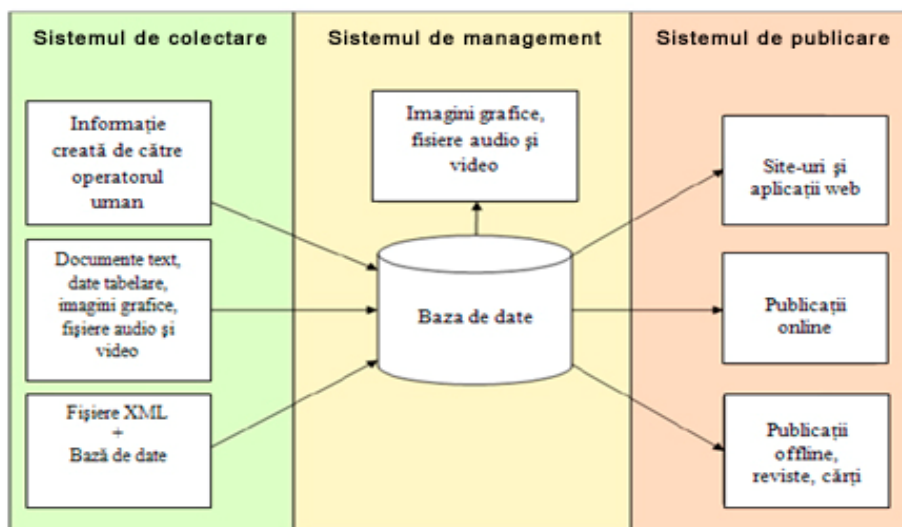 Sistemul de colectare
Informație
creată de către
operatorul
uman
Documente text,
date tabelare,
imagini grafice,
fișiere audio și
video
Fișiere XML
+
Bază de date
Sistemul de management
Imagini grafice,
fisiere audio și
video
Baza de date
Sistemul de publicare
Site-uri și
aplicații web
Publicații
online
Publicații
offline,
reviste, cărți